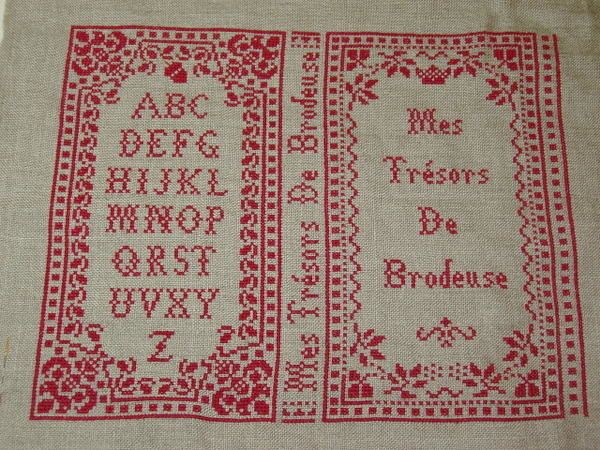 ABC
DEFG
HIJKL
MNOP
QRST
UVXY
Z
Mes Trésors De Brodeuse
Mes
Trésors
De
Brodeuse